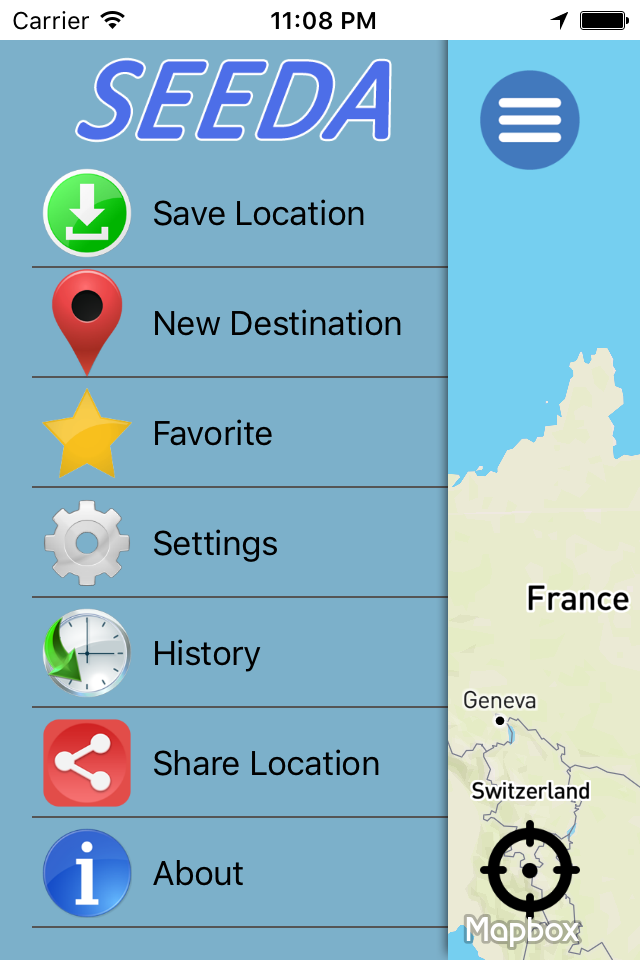 Carrier 11:08 PM
SEEDA
Save Location
New Destination
Favorite
Settings
History
Share Location
About
France
Geneva
Switzerland
Mapbox